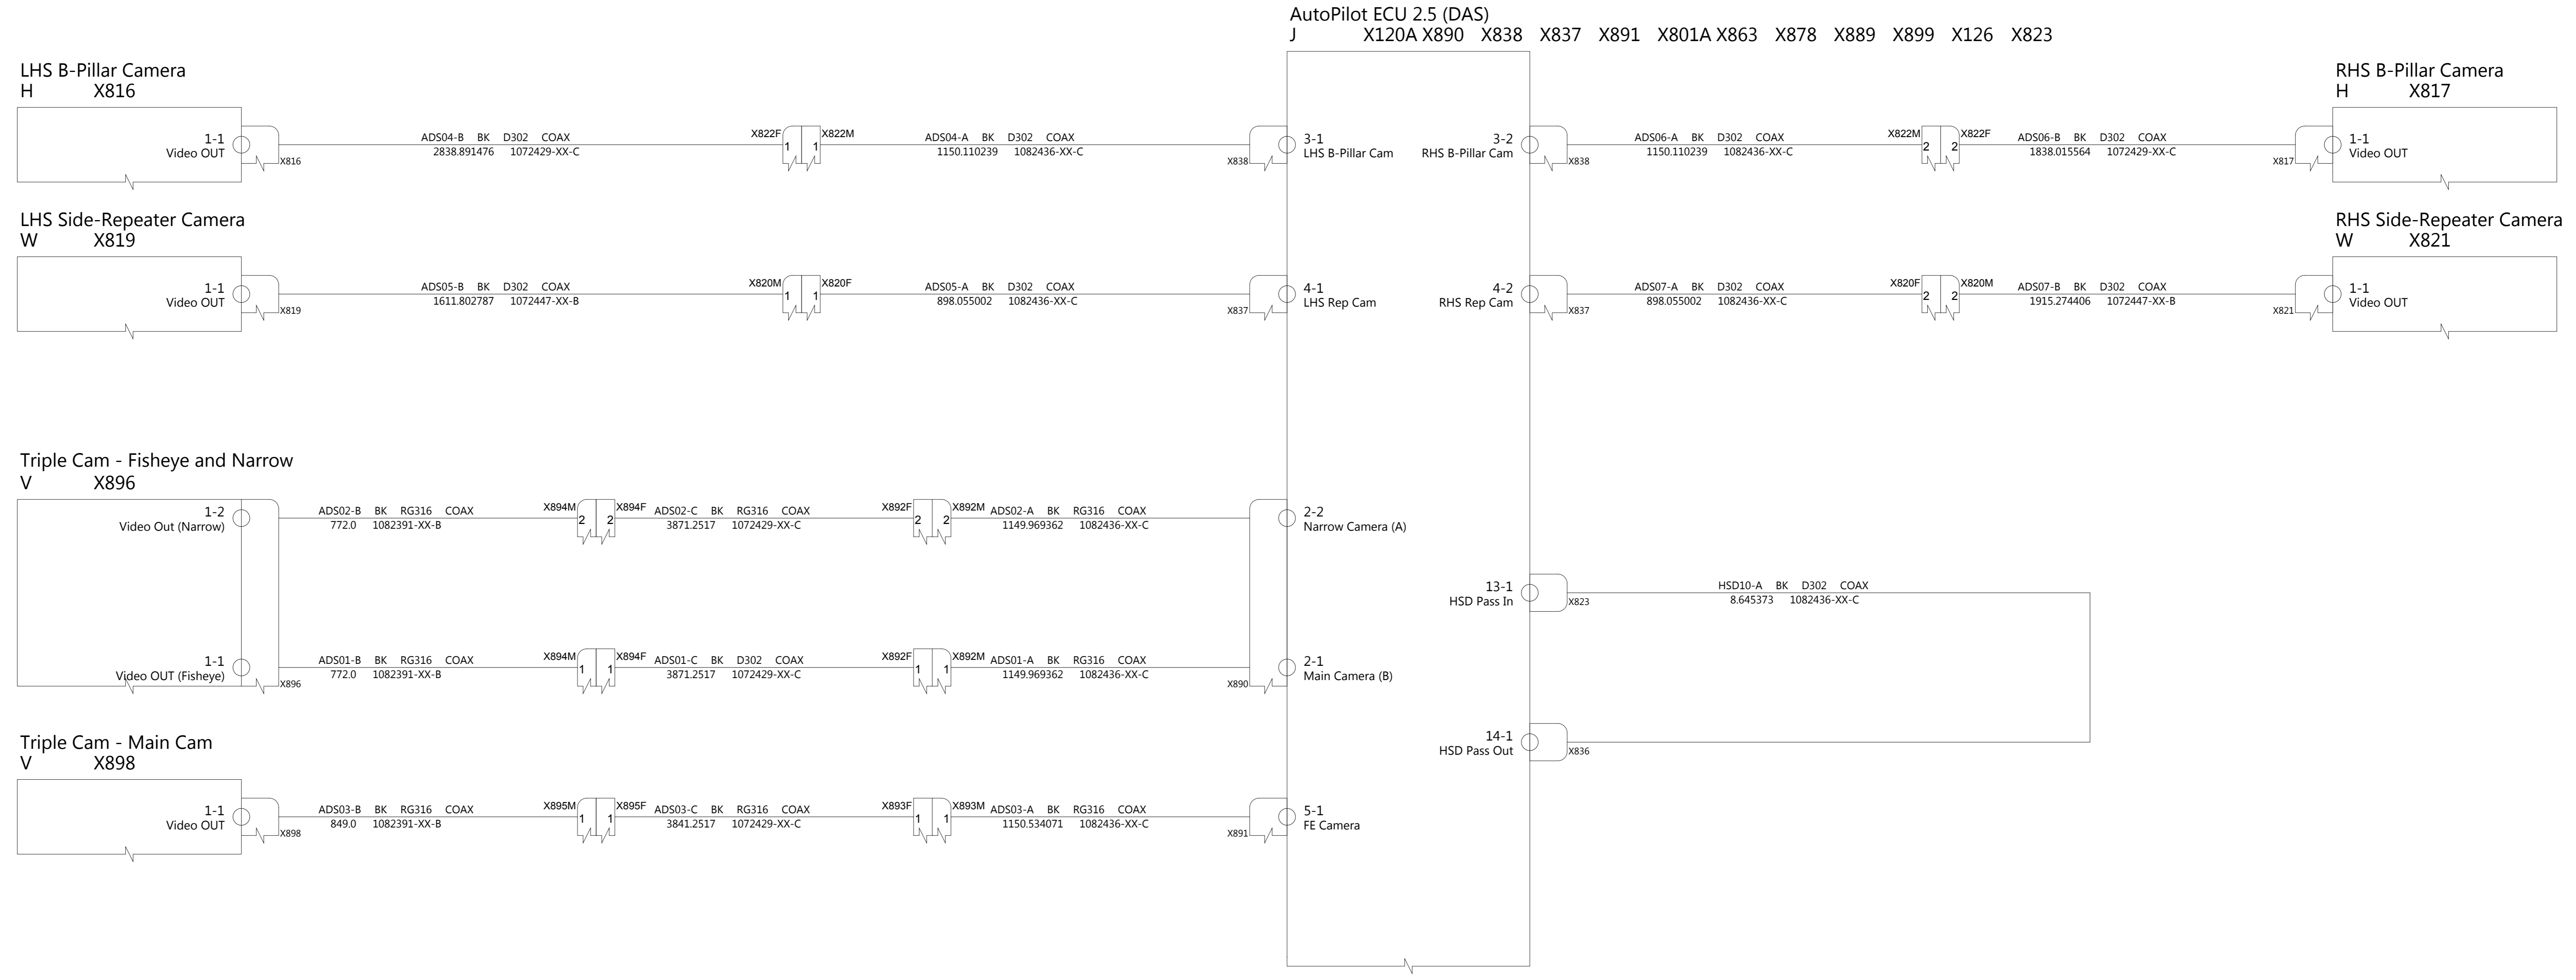 AutoPilot ECU 2.5 (DAS)
J X120A X890 X838 X837 X891 X801A X863 X878 X889 X899 X126 X823
LHS B-Pillar Camera
H X816
1-1
Video OUT
X816
ADS04-B BK D302 COAX
2838.891476 1072429-XX-C
X822F 1 1 X822M
ADS04-A BK D302 COAX
1150.110239 1082436-XX-C
X838
3-1
LHS B-Pillar Cam
3-2
RHS B-Pillar Cam
X838
ADS06-A BK D302 COAX
1150.110239 1082436-XX-C
X822M 2 2 X822F
ADS06-B BK D302 COAX
1838.015564 1072429-XX-C
X817
RHS B-Pillar Camera
H X817
1-1
Video OUT
LHS Side-Repeater Camera
W X819
1-1
Video OUT
X819
ADS05-B BK D302 COAX
1611.802787 1072447-XX-B
X820M 1 1 X820F
ADS05-A BK D302 COAX
898.055002 1082436-XX-C
X837
4-1
LHS Rep Cam
4-2
RHS Rep Cam
X837
ADS07-A BK D302 COAX
898.055002 1082436-XX-C
X820F 2 2 X820M
ADS07-B BK D302 COAX
1915.274406 1072447-XX-B
X821
RHS Side-Repeater Camera
W X821
1-1
Video OUT
Triple Cam - Fisheye and Narrow
V X896
1-2
Video Out (Narrow)
ADS02-B BK RG316 COAX
772.0 1082391-XX-B
X894M 2 2 X894F
ADS02-C BK RG316 COAX
3871.2517 1072429-XX-C
X892F 2 2 X892M
ADS02-A BK RG316 COAX
1149.969362 1082436-XX-C
2-2
Narrow Camera (A)
13-1
HSD Pass In
X823
HSD10-A BK D302 COAX
8.645373 1082436-XX-C
1-1
Video OUT (Fisheye)
X896
ADS01-B BK RG316 COAX
772.0 1082391-XX-B
X894M 1 1 X894F
ADS01-C BK D302 COAX
3871.2517 1072429-XX-C
X892F 1 1 X892M
ADS01-A BK RG316 COAX
1149.969362 1082436-XX-C
X890
2-1
Main Camera (B)
14-1
HSD Pass Out
X836
Triple Cam - Main Cam
V X898
1-1
Video OUT
X898
ADS03-B BK RG316 COAX
849.0 1082391-XX-B
X895M 1 1 X895F
ADS03-C BK RG316 COAX
3841.2517 1072429-XX-C
X893F 1 1 X893M
ADS03-A BK RG316 COAX
1150.534071 1082436-XX-C
X891
5-1
FE Camera